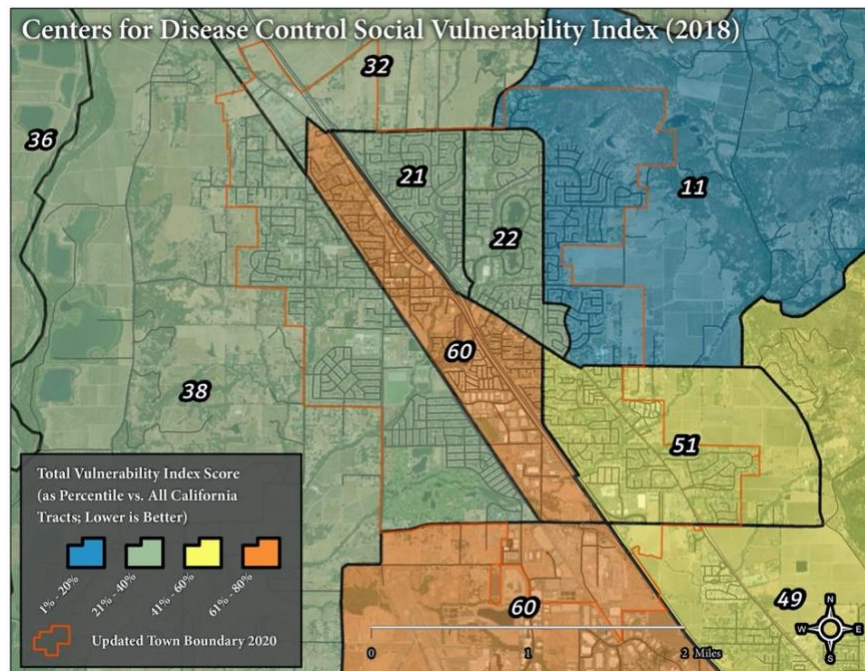 Centers for Disease Control Social Vulnerability Index (2018)
32
36
21
11
22
60
38
51
Total Vulnerability Index Score
(as Percentile vs. All California
Tracts; Lower is Better)
1% - 20%
21% - 40%
41% - 60%
61% - 80%
Updated Town Boundary 2020
60
49
N
W E
S
0 1 2 Miles